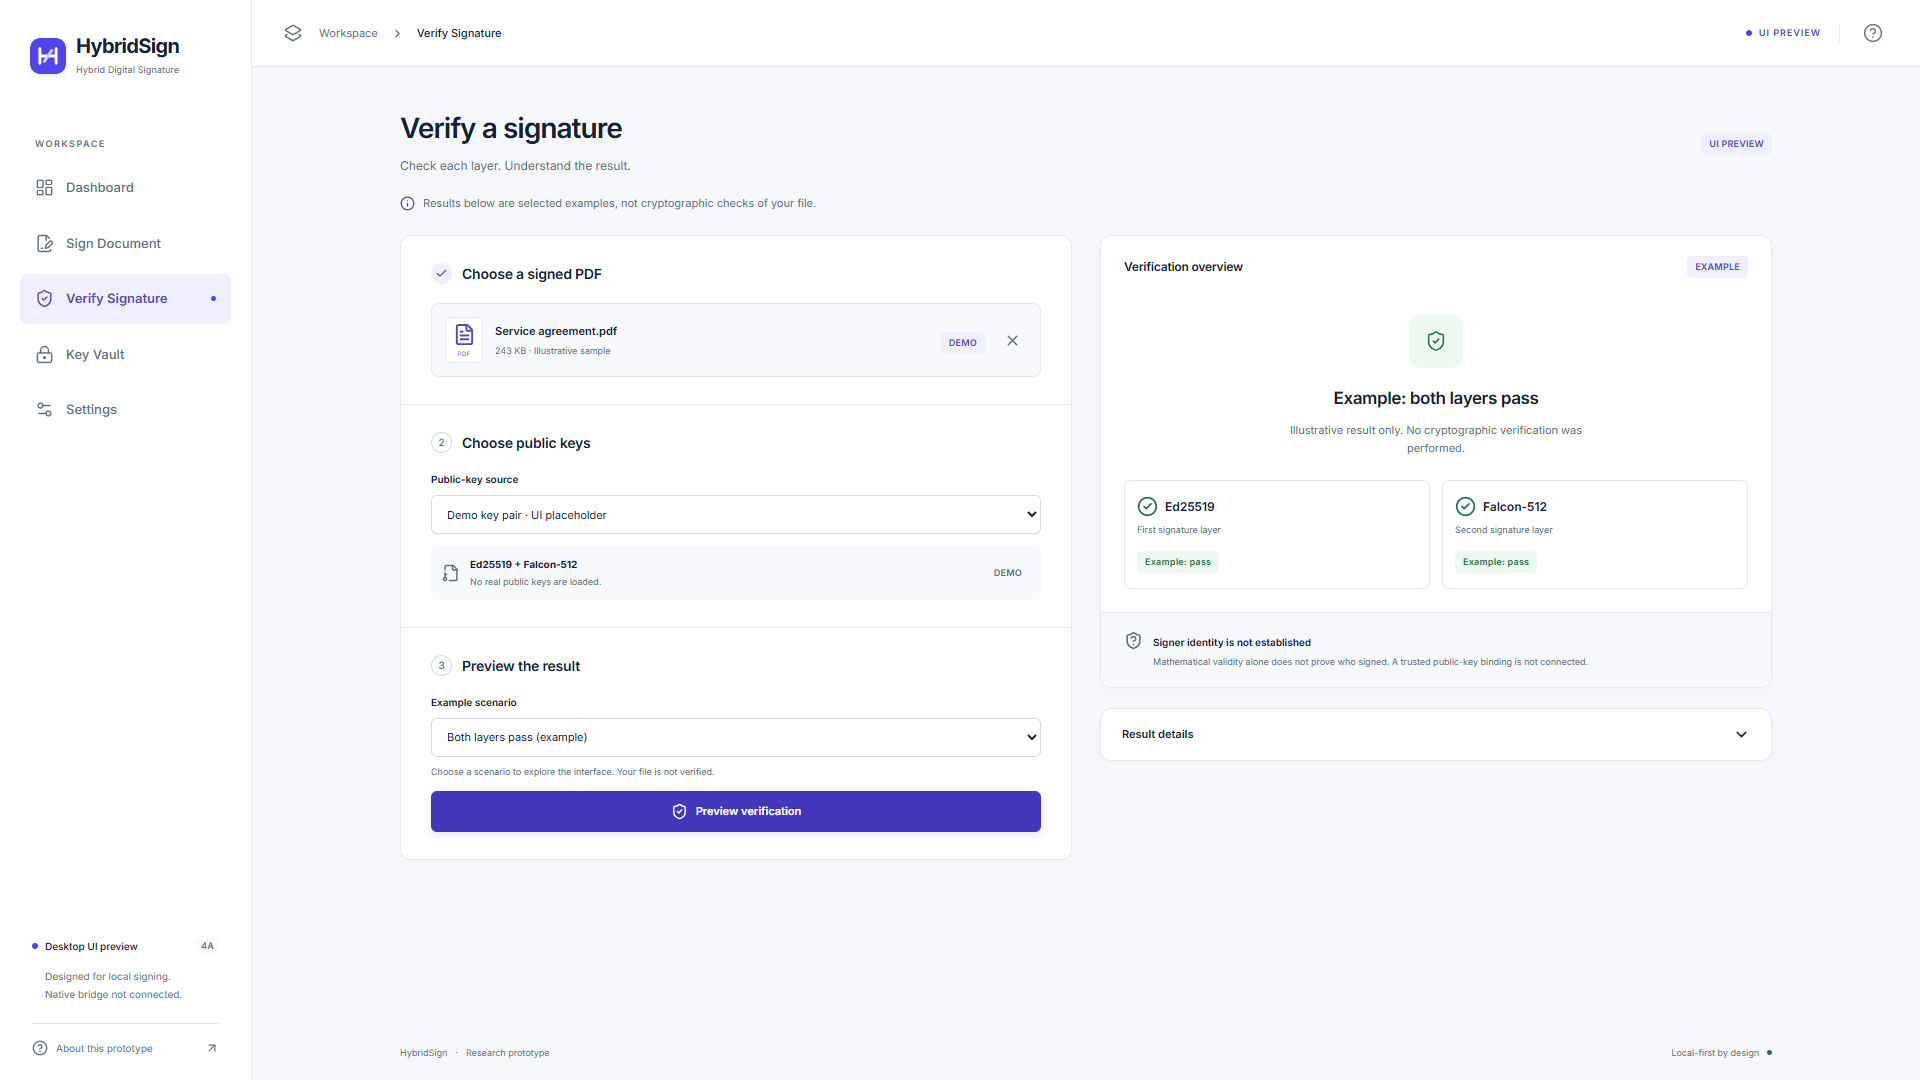 HybridSign
Hybrid Digital Signature
WORKSPACE
Dashboard
Sign Document
Verify Signature
Key Vault
Settings
Desktop UI preview
4A
Designed for local signing.
Native bridge not connected.
About this prototype
Workspace
Verify Signature
UI PREVIEW
Verify a signature
Check each layer. Understand the result.
UI PREVIEW
Results below are selected examples, not cryptographic checks of your file.
Choose a signed PDF
PDF
Service agreement.pdf
243 KB · Illustrative sample
DEMO
2
Choose public keys
Public-key source
Demo key pair · UI placeholder
Ed25519 + Falcon-512
No real public keys are loaded.
DEMO
3
Preview the result
Example scenario
Both layers pass (example)
Choose a scenario to explore the interface. Your file is not verified.
Preview verification
Verification overview
EXAMPLE
Example: both layers pass
Illustrative result only. No cryptographic verification was
performed.
Ed25519
First signature layer
Example: pass
Falcon-512
Second signature layer
Example: pass
Signer identity is not established
Mathematical validity alone does not prove who signed. A trusted public-key binding is not connected.
Result details
HybridSign · Research prototype
Local-first by design